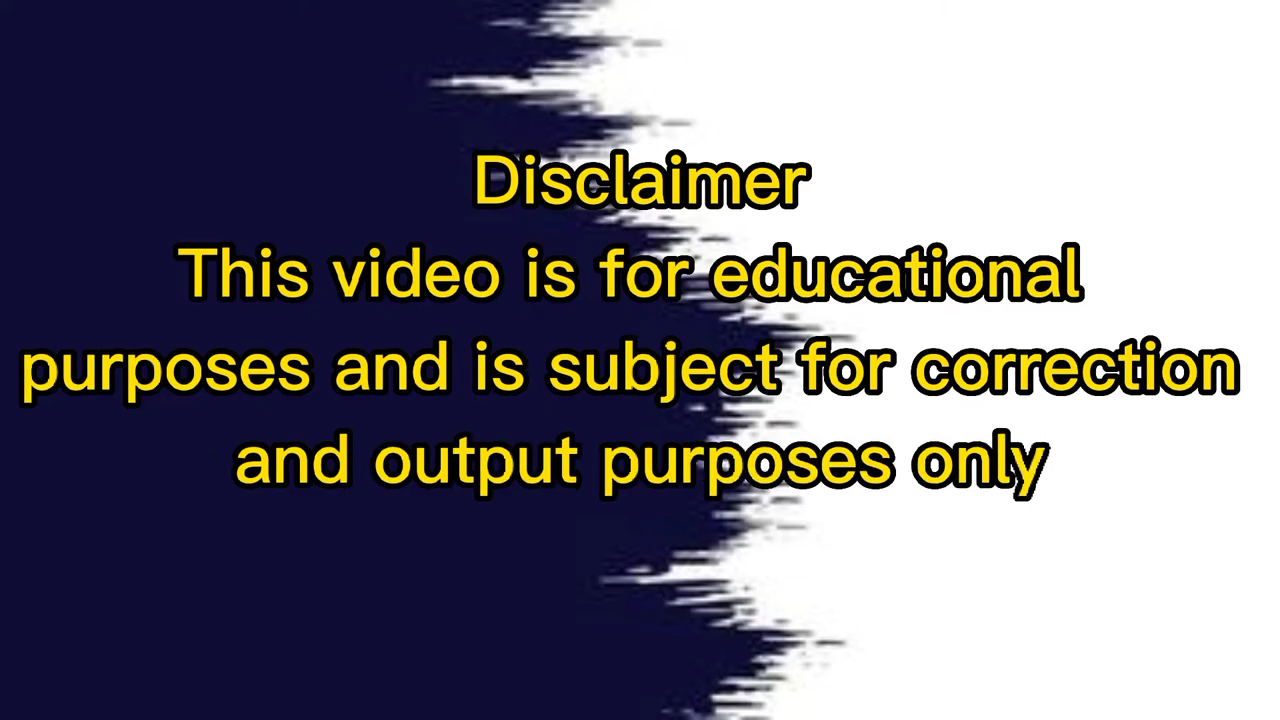 Disclaimer
This video is for educational
purposes and is subject for correction
and output purposes only